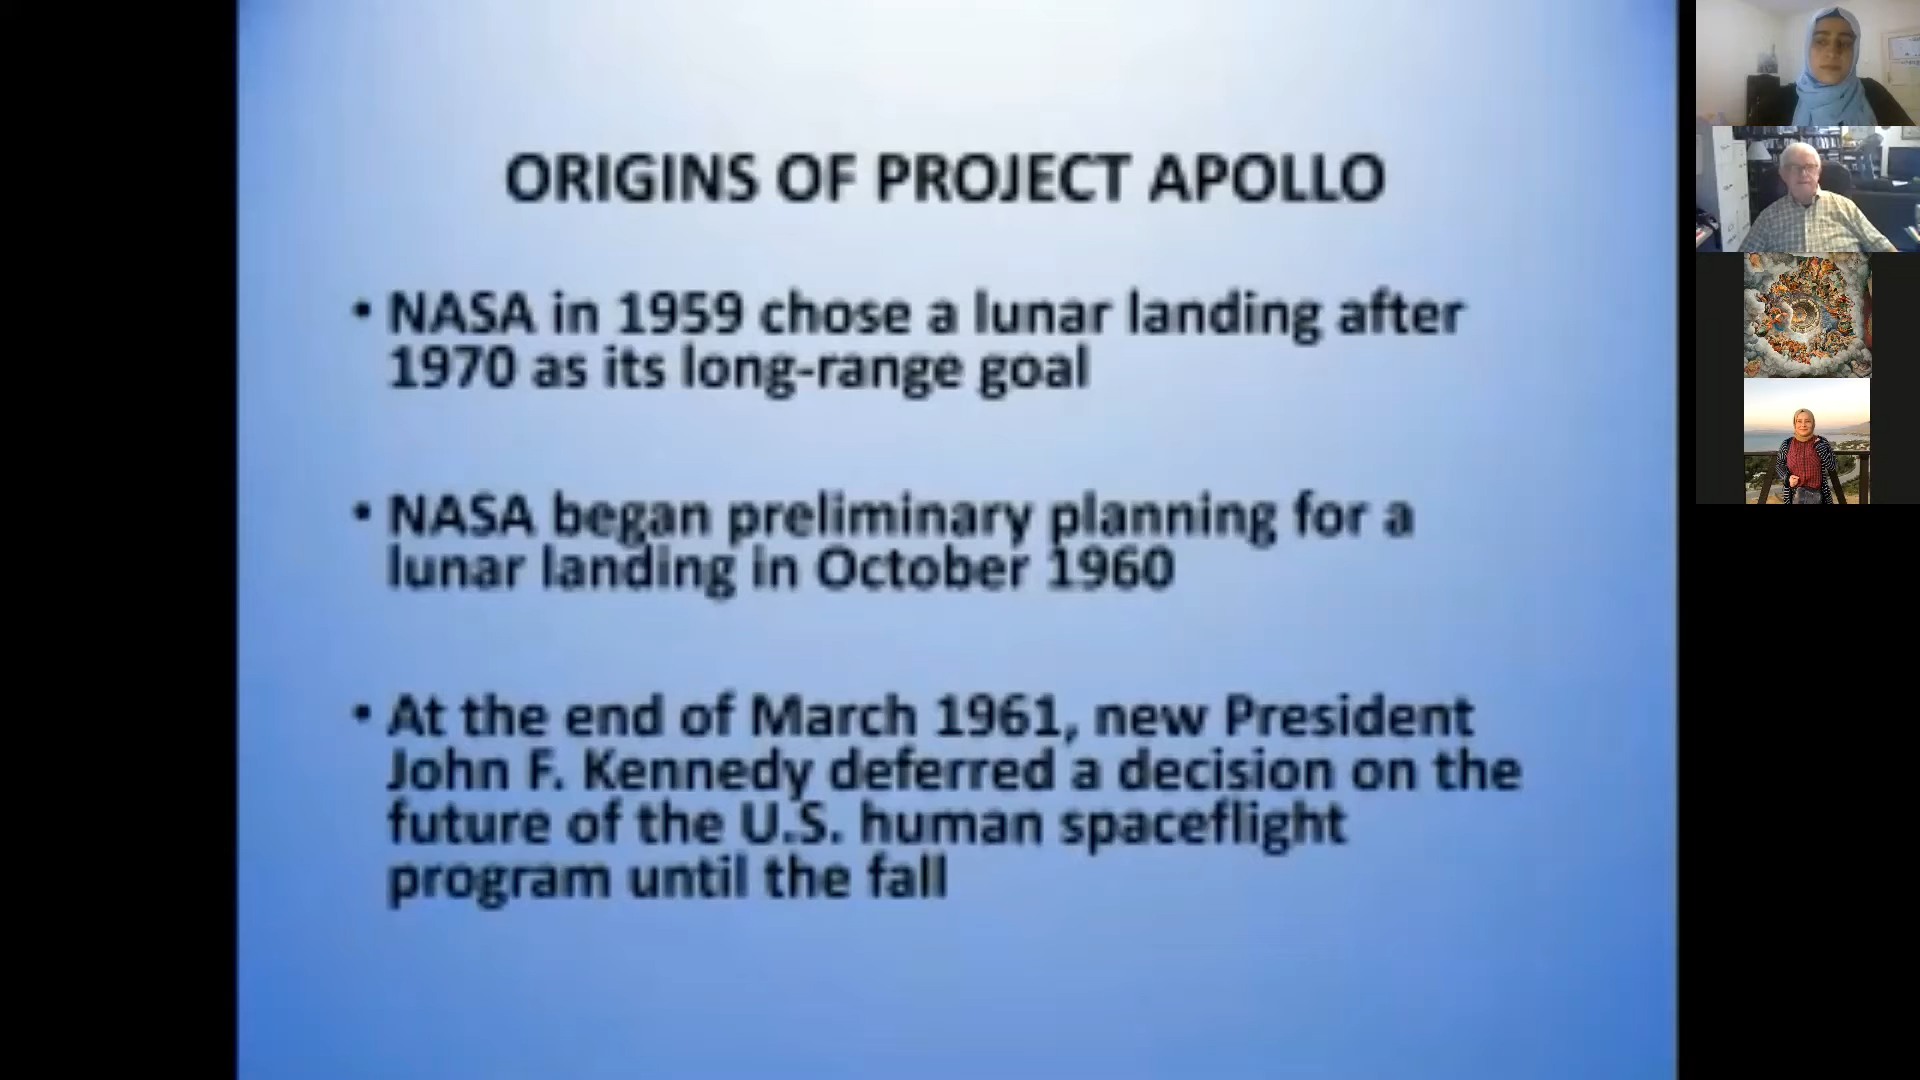 ORIGINS OF PROJECT APOLLO
• NASA in 1959 chose a lunar landing after
1970 as its long-range goal
• NASA began preliminary planning for a
lunar landing in October 1960
• At the end of March 1961, new President
John F. Kennedy deferred a decision on the
future of the U.S. human spaceflight
program until the fall